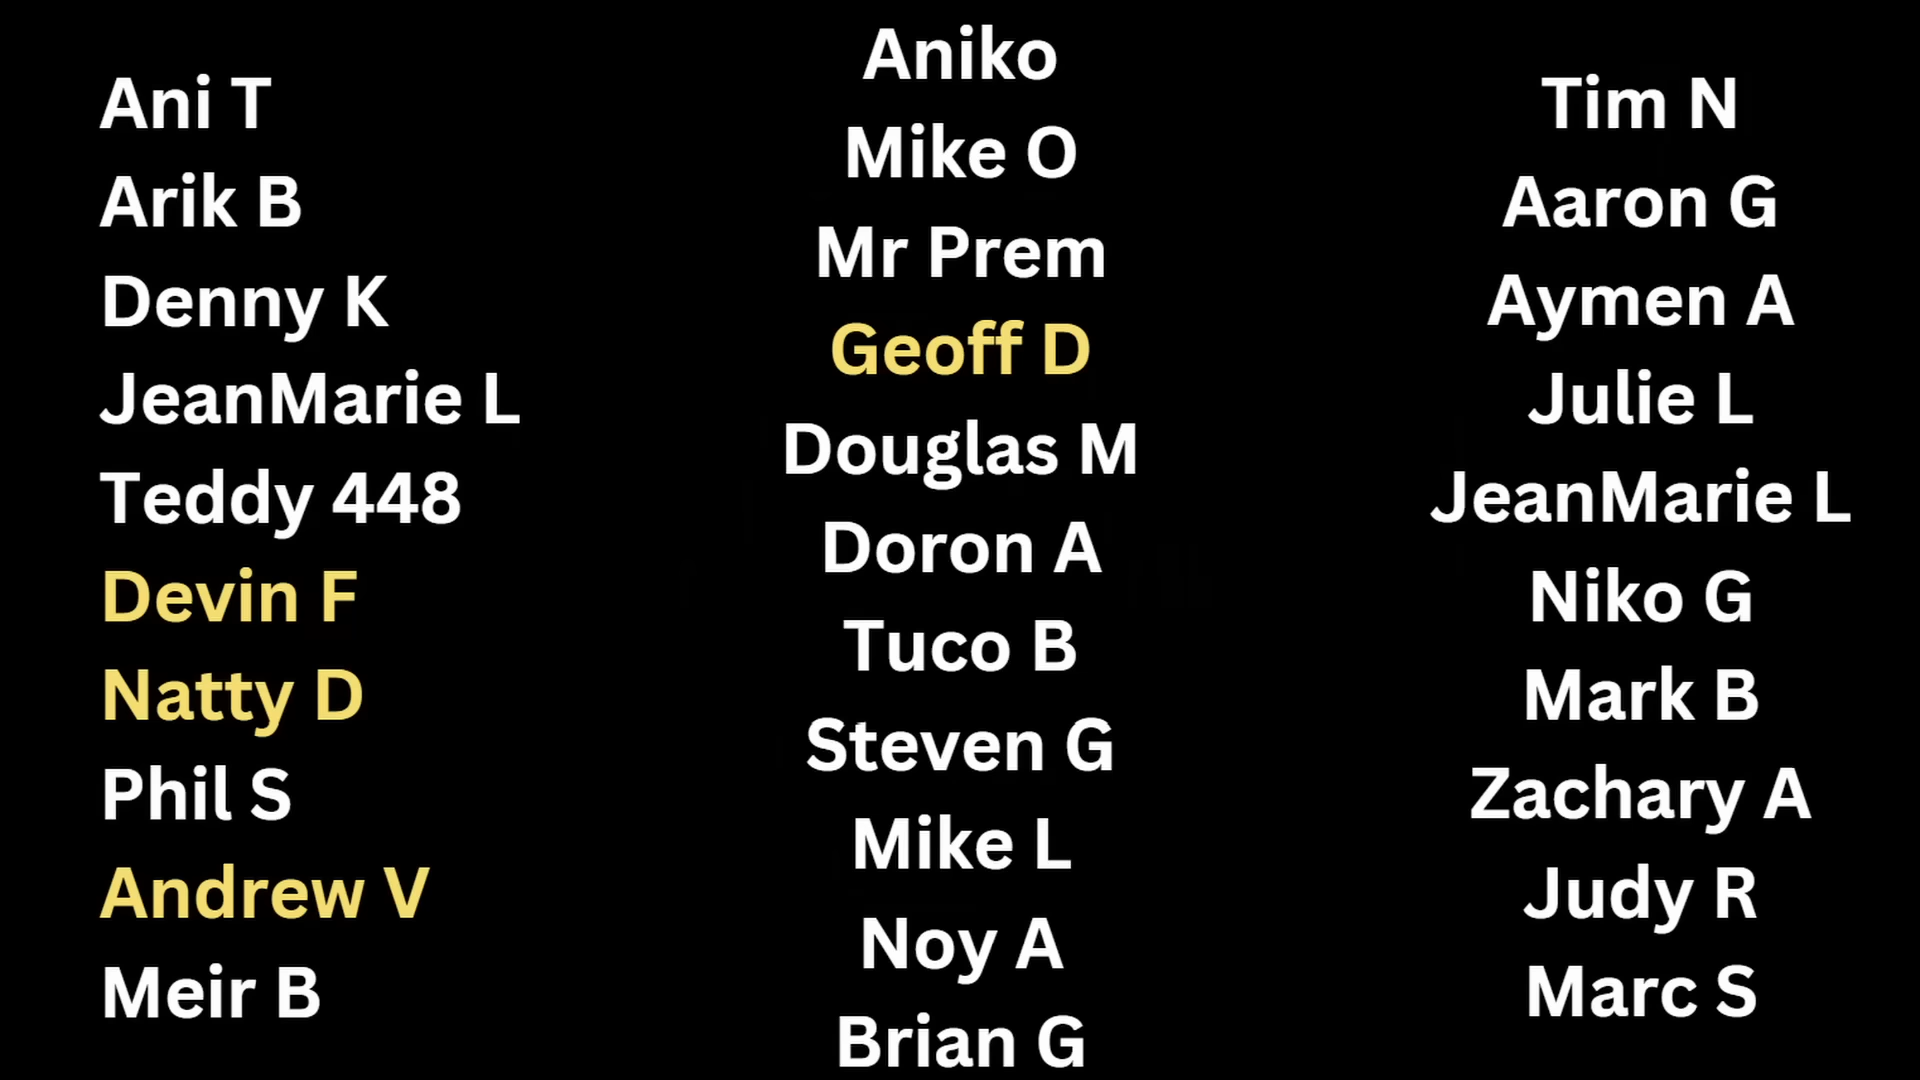 Ani T
Arik B
Denny K
JeanMarie L
Teddy 448
Devin F
Natty D
Phil S
Andrew V
Meir B
Aniko
Mike O
Mr Prem
Geoff D
Douglas M
Doron A
Tuco B
Steven G
Mike L
Noy A
Brian G
Tim N
Aaron G
Aymen A
Julie L
JeanMarie L
Niko G
Mark B
Zachary A
Judy R
Marc S